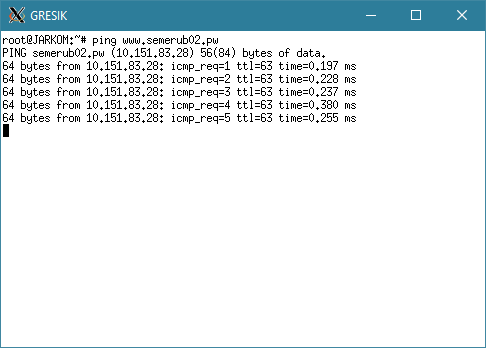 GRESIK
root@JARKOM:~# ping www.semerub02.pw
PING semerub02.pw (10.151.83.28) 56(84) bytes of data.
64 bytes from 10.151.83.28: icmp_req=1 ttl=63 time=0.197 ms
64 bytes from 10.151.83.28: icmp_req=2 ttl=63 time=0.228 ms
64 bytes from 10.151.83.28: icmp_req=3 ttl=63 time=0.237 ms
64 bytes from 10.151.83.28: icmp_req=4 ttl=63 time=0.380 ms
64 bytes from 10.151.83.28: icmp_req=5 ttl=63 time=0.255 ms